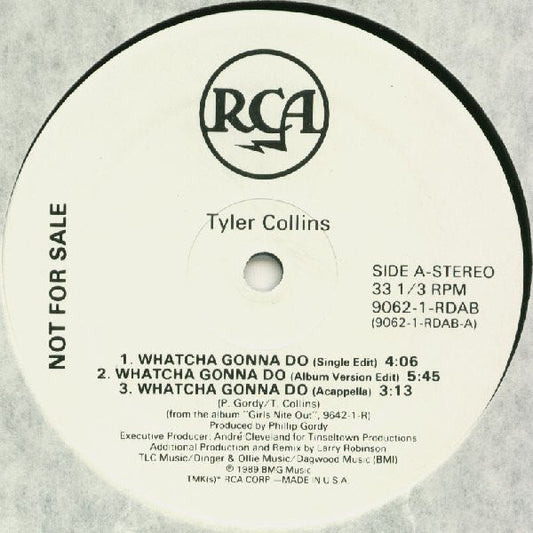 RCA
Tyler Collins
NOT FOR SALE
SIDE A-STEREO
33 1/3 RPM
9062-1-RDAB
(9062-1-RDAB-A)
1. WHATCHA GONNA DO (Single Edit) 4:06
2. WHATCHA GONNA DO (Album Version Edit) 5:45
3. WHATCHA GONNA DO (Acappella) 3:13
(P. Gordy/T. Collins)
(from the album "Girls Nite Out", 9642-1-R)
Produced by Phillip Gordy
Executive Producer: André Cleveland for Tinseltown Productions
Additional Production and Remix by Larry Robinson
TLC Music/Dinger & Ollie Music/Dagwood Music (BMI)
℗ 1989 BMG Music
TMK(s)® RCA CORP —MADE IN U.S.A.